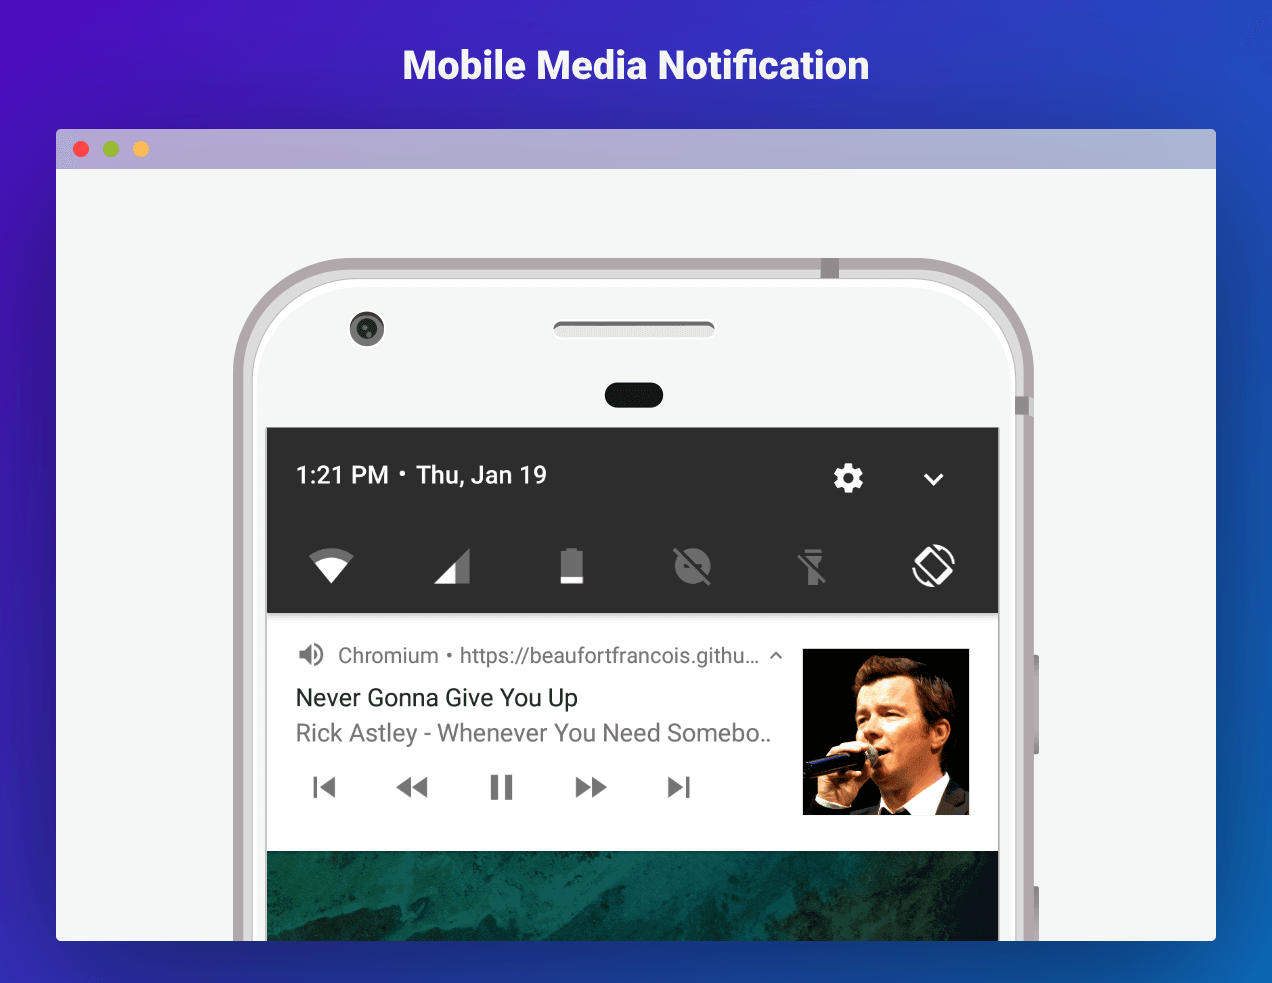 Mobile Media Notification
1:21 PM • Thu, Jan 19
Chromium • https://beaufortfrancois.githu...
Never Gonna Give You Up
Rick Astley - Whenever You Need Somebo..